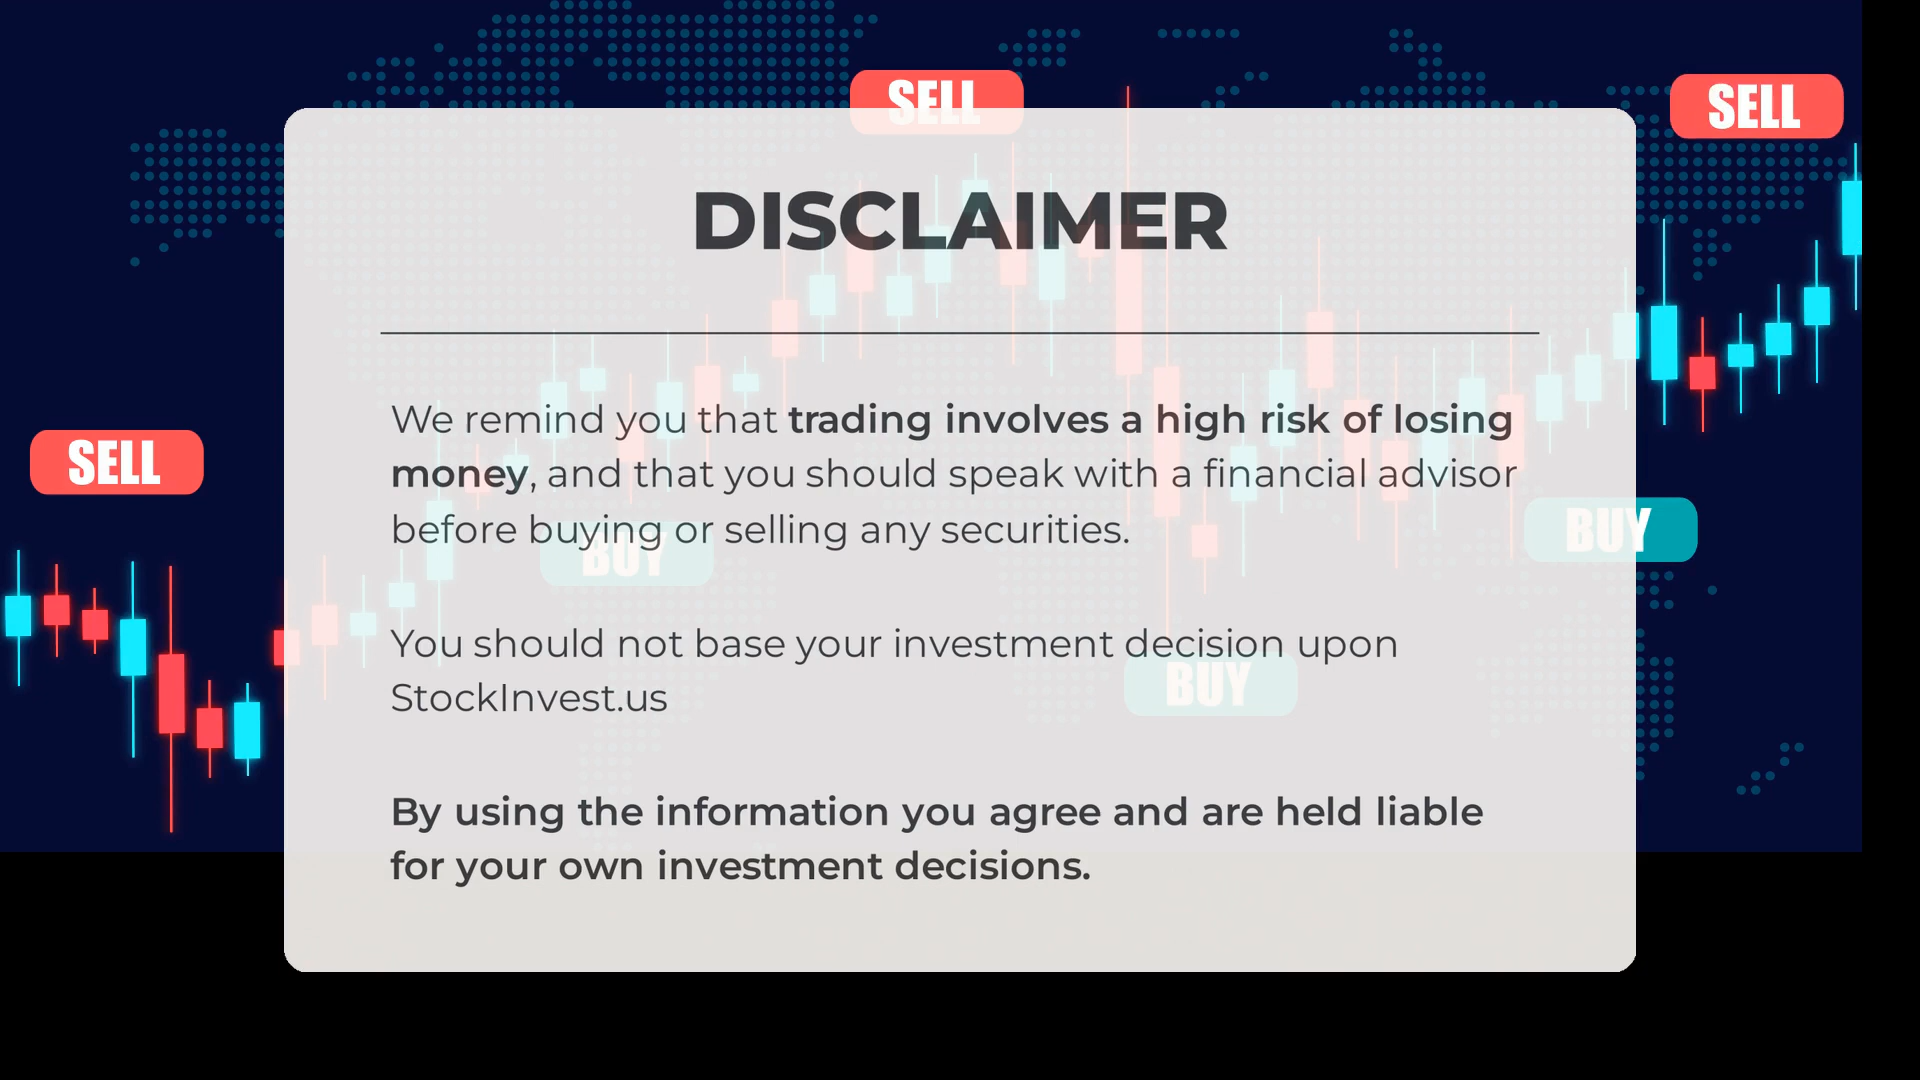 SELL
SELL
DISCLAIMER
We remind you that trading involves a high risk of losing
money, and that you should speak with a financial advisor
before buying or selling any securities.
SELL
BUY
BUY
You should not base your investment decision upon
StockInvest.us
BUY
By using the information you agree and are held liable
for your own investment decisions.